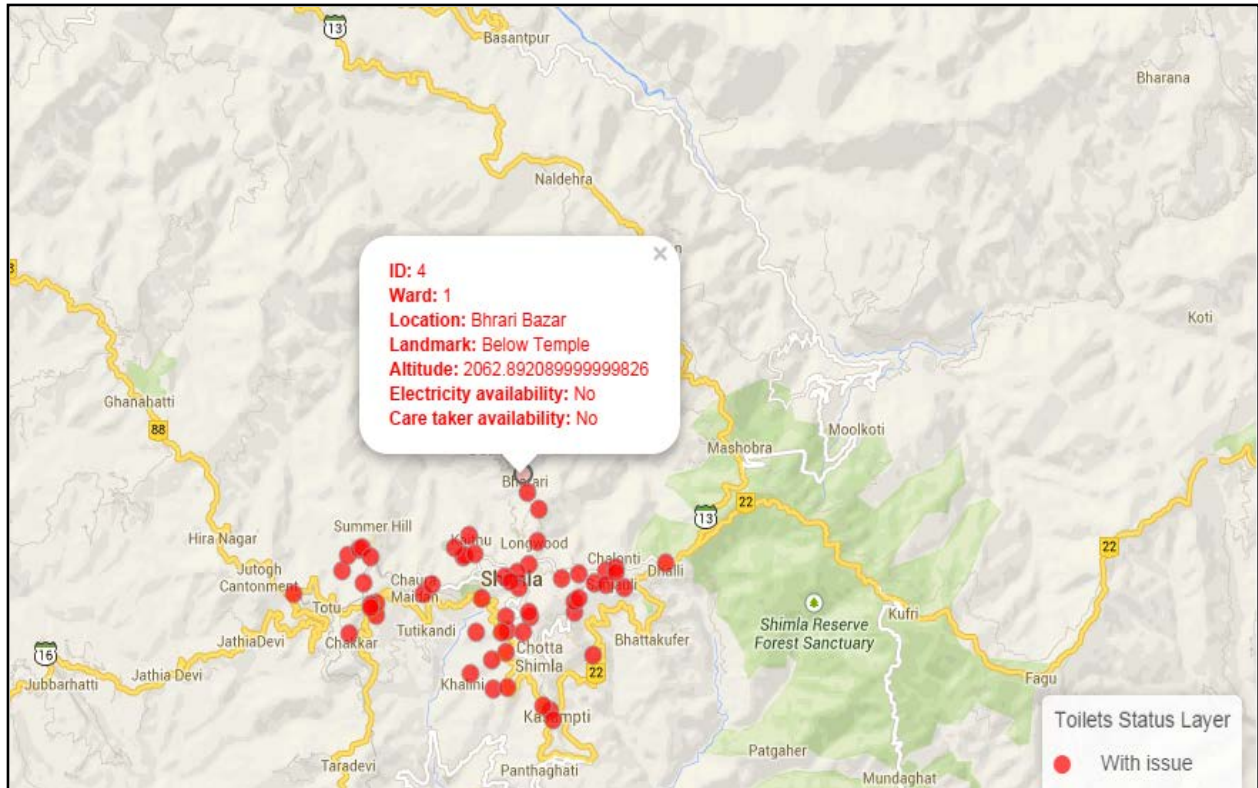 13
Basantpur
Bharana
Naldehra
ID: 4
Ward: 1
Location: Bhrari Bazar
Landmark: Below Temple
Altitude: 2062.892089999999826
Electricity availability: No
Care taker availability: No
×
Koti
Ghanahatti
88
Moolkoti
Mashobra
Bharari
22
13
Summer Hill
Hira Nagar
Kaithu
Longwood
22
Jutogh
Cantonment
Chalonti
Dhalli
Shimla
Sanjauli
Totu
Chaura
Maidan
Shimla Reserve
Forest Sanctuary
Kufri
Tutikandi
Bhattakufer
JathiaDevi
Chakkar
16
Chotta
Shimla
Jathia Devi
22
Jubbarhatti
Khalini
Fagu
Kasumpti
Toilets Status Layer
With issue
Taradevi
Panthaghati
Patgaher
Mundaghat